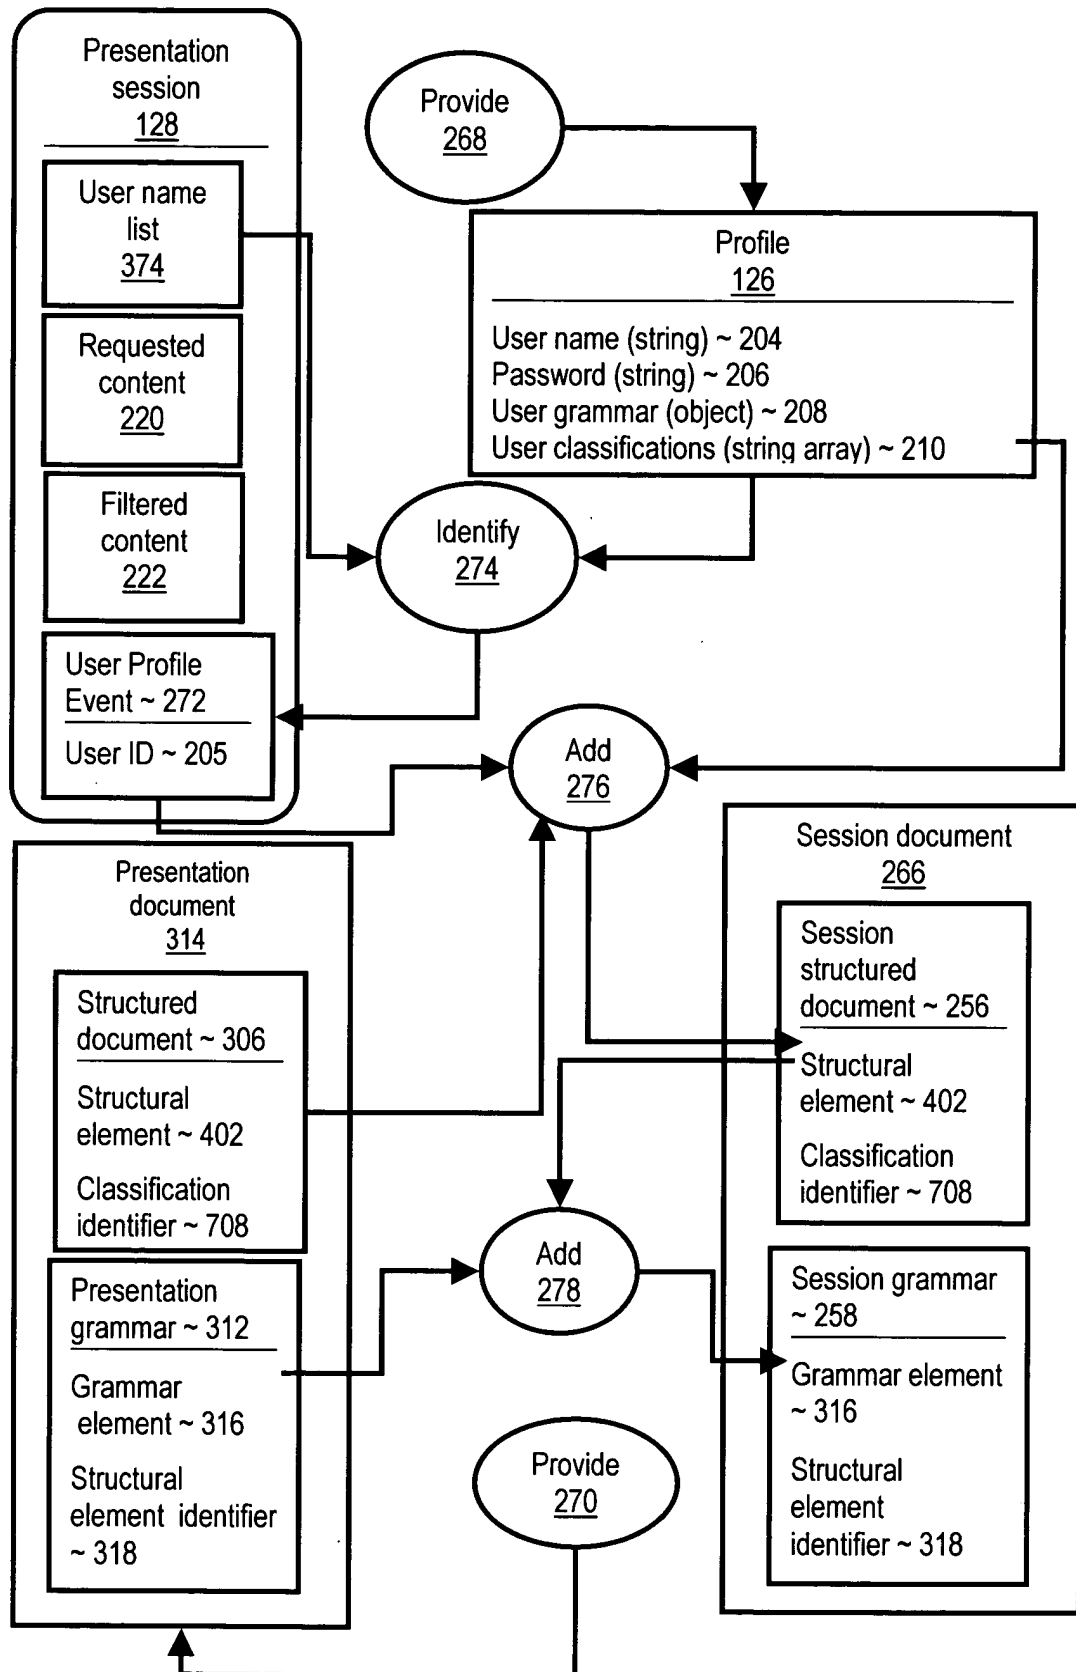 Presentation
session
128
User name
list
374
Requested
content
220
Filtered
content
222
User Profile
Event ~ 272
User ID ~ 205
Provide
268
Profile
126
User name (string) ~ 204
Password (string) ~ 206
User grammar (object) ~ 208
User classifications (string array) ~ 210
Identify
274
Add
276
Presentation
document
314
Structured
document ~ 306
Structural
element ~ 402
Classification
identifier ~ 708
Presentation
grammar ~ 312
Grammar
element ~ 316
Structural
element identifier
~ 318
Add
278
Provide
270
Session document
266
Session
structured
document ~ 256
Structural
element ~ 402
Classification
identifier ~ 708
Session grammar
~ 258
Grammar element
~ 316
Structural
element
identifier ~ 318